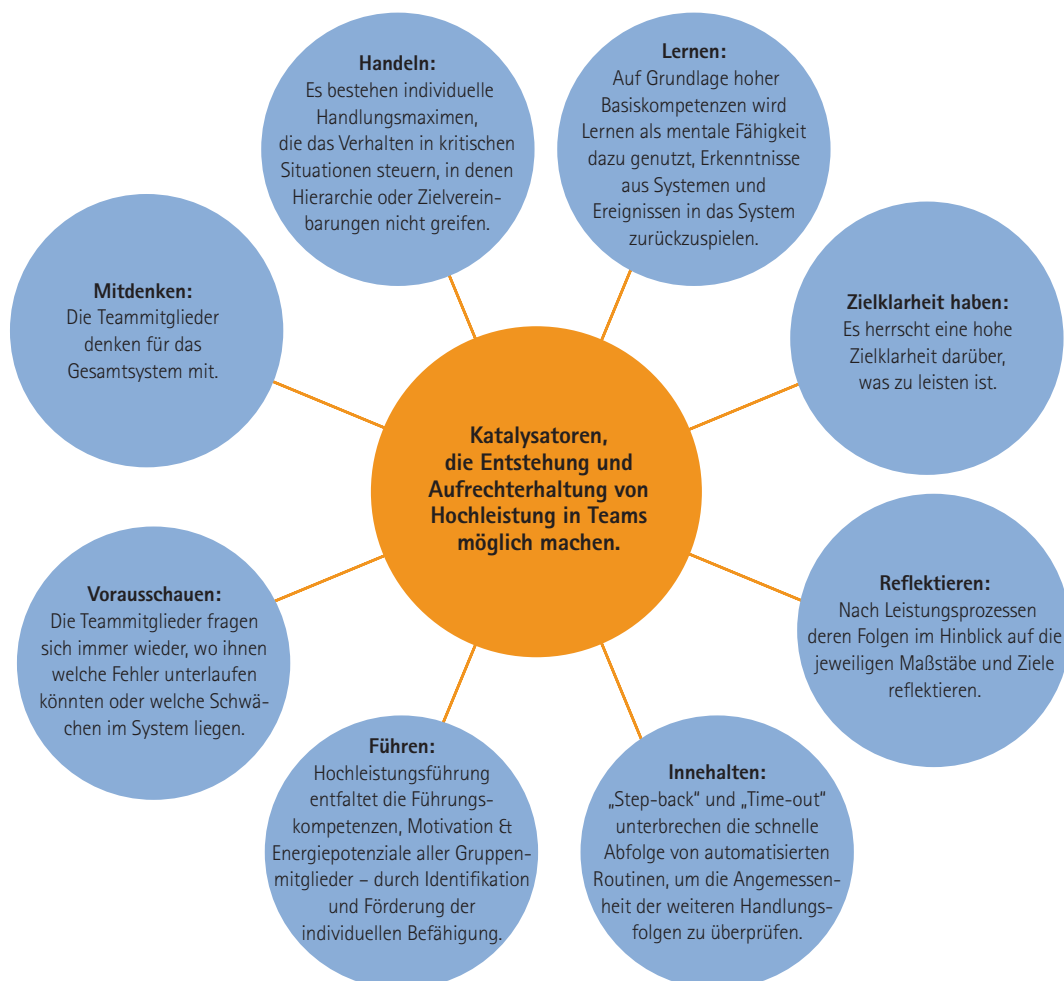 Handeln:
Es bestehen individuelle
Handlungsmaximen,
die das Verhalten in kritischen
Situationen steuern, in denen
Hierarchie oder Zielverein-
barungen nicht greifen.
Lernen:
Auf Grundlage hoher
Basiskompetenzen wird
Lernen als mentale Fähigkeit
dazu genutzt, Erkenntnisse
aus Systemen und
Ereignissen in das System
zurückzuspielen.
Mitdenken:
Die Teammitglieder
denken für das
Gesamtsystem mit.
Zielklarheit haben:
Es herrscht eine hohe
Zielklarheit darüber,
was zu leisten ist.
Katalysatoren,
die Entstehung und
Aufrechterhaltung von
Hochleistung in Teams
möglich machen.
Vorausschauen:
Die Teammitglieder fragen
sich immer wieder, wo ihnen
welche Fehler unterlaufen
könnten oder welche Schwä-
chen im System liegen.
Reflektieren:
Nach Leistungsprozessen
deren Folgen im Hinblick auf die
jeweiligen Maßstäbe und Ziele
reflektieren.
Führen:
Hochleistungsführung
entfaltet die Führungs-
kompetenzen, Motivation &
Energiepotenziale aller Gruppen-
mitglieder – durch Identifikation
und Förderung der
individuellen Befähigung.
Innehalten:
„Step-back“ und „Time-out“
unterbrechen die schnelle
Abfolge von automatisierten
Routinen, um die Angemessen-
heit der weiteren Handlungs-
folgen zu überprüfen.